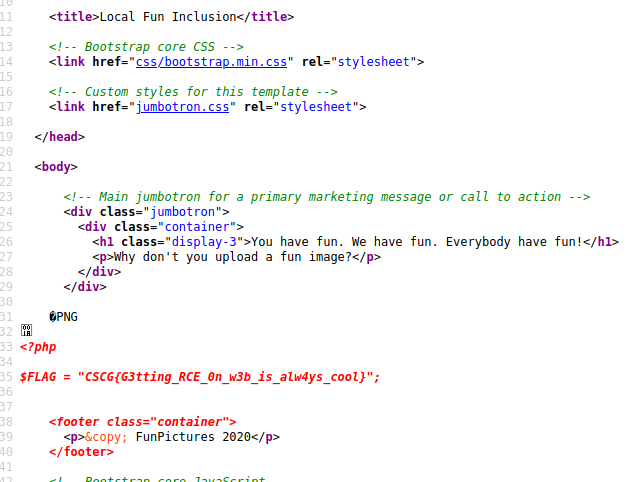 10
11 <title>Local Fun Inclusion</title>
12
13 <!-- Bootstrap core CSS -->
14 <link href="css/bootstrap.min.css" rel="stylesheet">
15
16 <!-- Custom styles for this template -->
17 <link href="jumbotron.css" rel="stylesheet">
18
19 </head>
20
21 <body>
22
23 <!-- Main jumbotron for a primary marketing message or call to action -->
24 <div class="jumbotron">
25 <div class="container">
26 <h1 class="display-3">You have fun. We have fun. Everybody have fun!</h1>
27 <p>Why don't you upload a fun image?</p>
28 </div>
29 </div>
30
31 �PNG
32
33 <?php
34
35 $FLAG = "CSCG{G3tting_RCE_0n_w3b_is_alw4ys_cool}";
36
37
38 <footer class="container">
39 <p>&copy; FunPictures 2020</p>
40 </footer>
41
42 <!-- Bootstrap core JavaScript